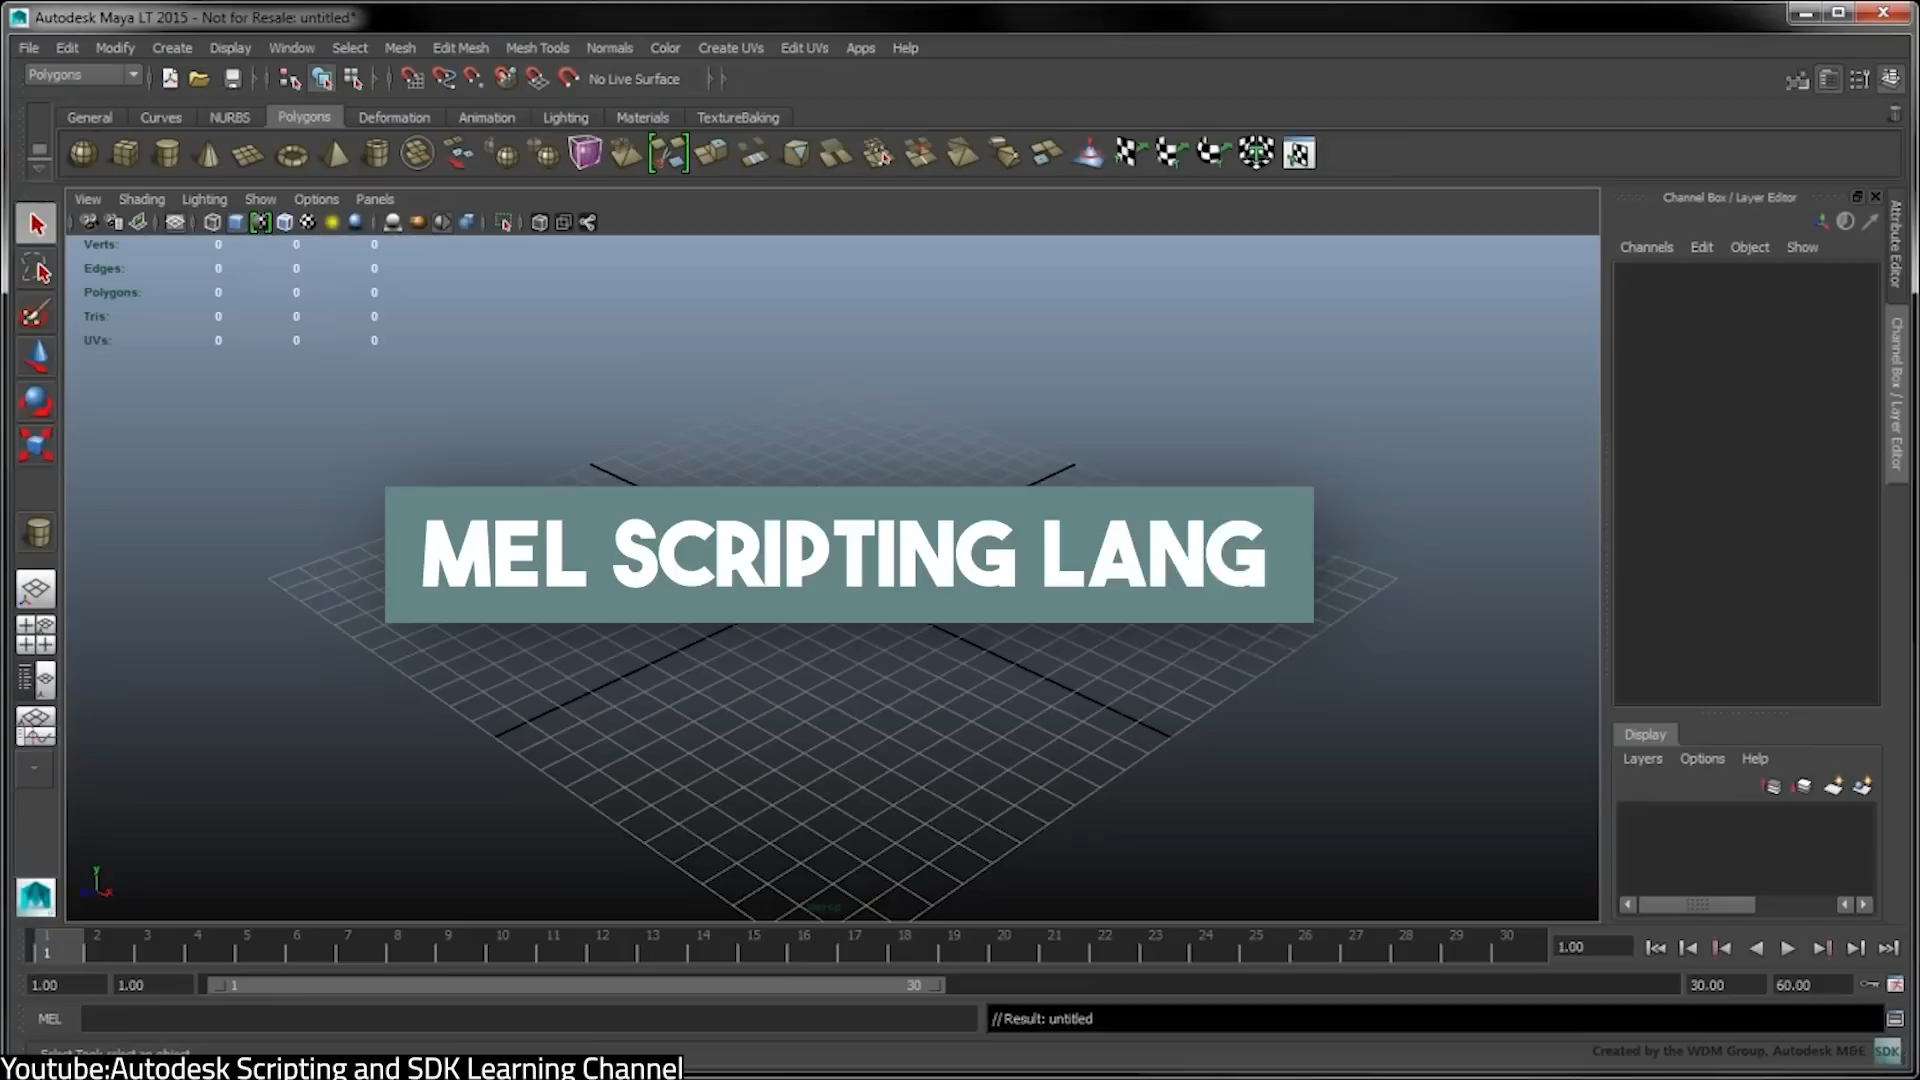 Autodesk Maya LT 2015 - Not for Resale: untitled*
File Edit Modify Create Display Window Select Mesh Edit Mesh Mesh Tools Normals Color Create UVs Edit UVs Apps Help
Polygons No Live Surface
General Curves NURBS Polygons Deformation Animation Lighting Materials TextureBaking
View Shading Lighting Show Options Panels
Channel Box / Layer Editor
Channels Edit Object Show
Attribute Editor
Channel Box / Layer Editor
Verts: 0 0 0
Edges: 0 0 0
Polygons: 0 0 0
Tris: 0 0 0
UVs: 0 0 0
MEL SCRIPTING LANG
Display
Layers Options Help
y
x
persp
1 2 3 4 5 6 7 8 9 10 11 12 13 14 15 16 17 18 19 20 21 22 23 24 25 26 27 28 29 30
1 1.00
1.00 1.00 1 30 30.00 60.00
MEL // Result: untitled
Select Tool: select an object
Created by the WDM Group, Autodesk M&E SDK
Youtube:Autodesk Scripting and SDK Learning Channel